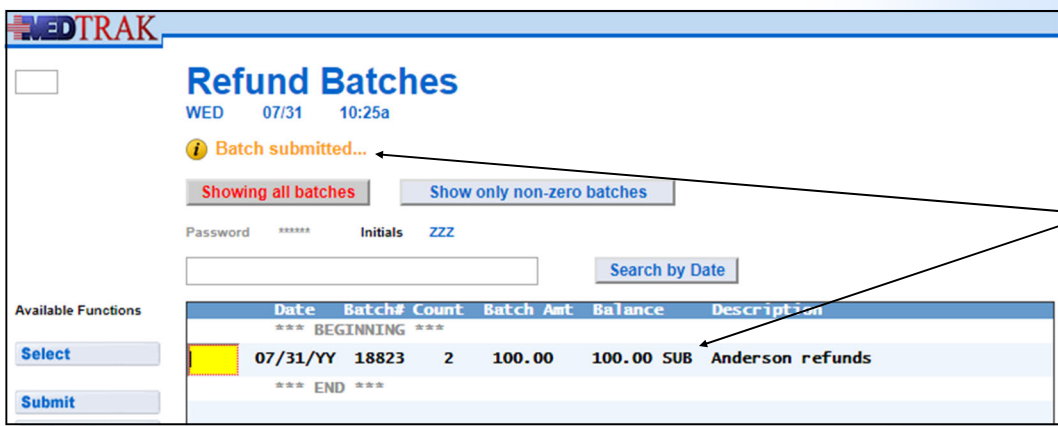 MEDTRAK
Refund Batches
WED 07/31 10:25a
Batch submitted...
Showing all batches Show only non-zero batches
Password ****** Initials ZZZ
Search by Date
Available Functions
Date Batch# Count Batch Amt Balance Description
*** BEGINNING ***
Select
07/31/YY 18823 2 100.00 100.00 SUB Anderson refunds
*** END ***
Submit